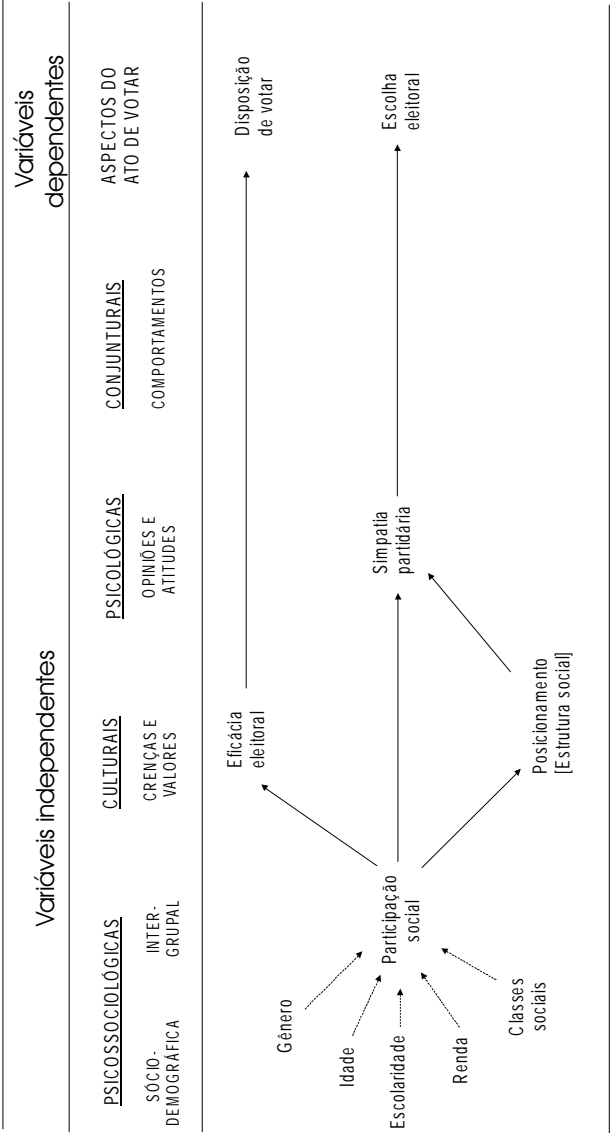 Variáveis independentes
Variáveis
dependentes
PSICOSSOCIOLÓGICAS
CULTURAIS
PSICOLÓGICAS
CONJUNTURAIS
ASPECTOS DO
ATO DE VOTAR
SÓCIO-
DEMOGRÁFICA
INTER-
GRUPAL
CRENÇAS E
VALORES
OPINIÕES E
ATITUDES
COMPORTAMENTOS
Gênero
Idade
Escolaridade
Renda
Classes
sociais
Participação
social
Eficácia
eleitoral
Posicionamento
[Estrutura social]
Simpatia
partidária
Disposição
de votar
Escolha
eleitoral